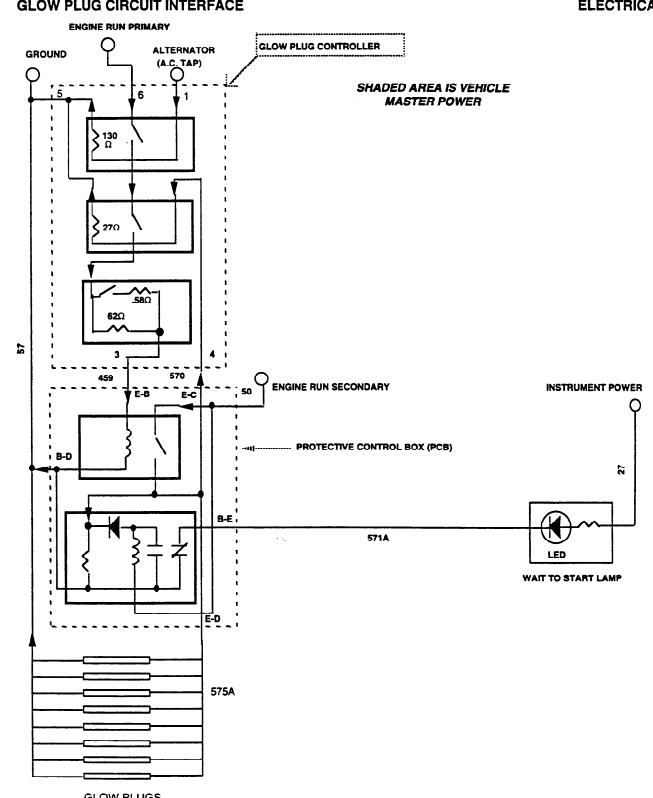 GLOW PLUG CIRCUIT INTERFACE
ELECTRICA
ENGINE RUN PRIMARY
GROUND
ALTERNATOR
(A.C. TAP)
GLOW PLUG CONTROLLER
SHADED AREA IS VEHICLE
MASTER POWER
5
6
1
130
Ω
27Ω
.58Ω
62Ω
57
3
4
459
570
50
ENGINE RUN SECONDARY
INSTRUMENT POWER
E-B
E-C
B-D
PROTECTIVE CONTROL BOX (PCB)
27
B-E
571A
LED
WAIT TO START LAMP
E-D
575A
GLOW PLUGS